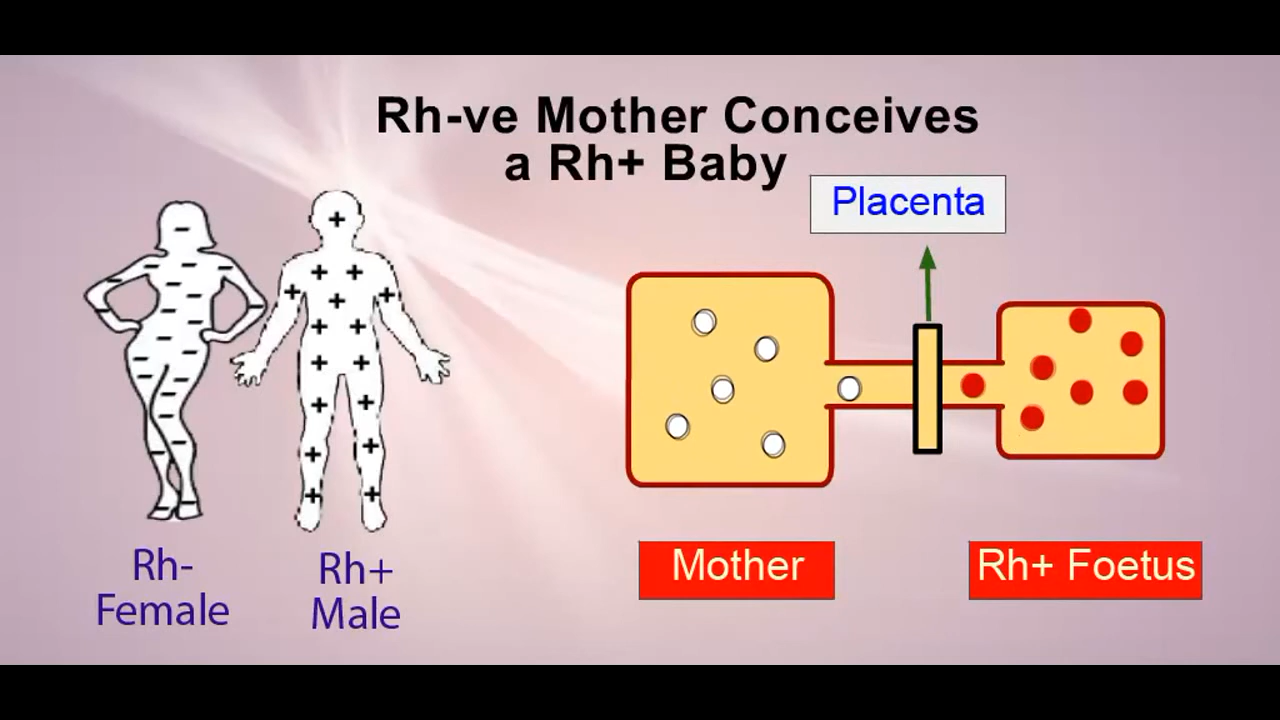 Rh-ve Mother Conceives
a Rh+ Baby
Placenta
Mother
Rh+ Foetus
Rh-
Female
Rh+
Male